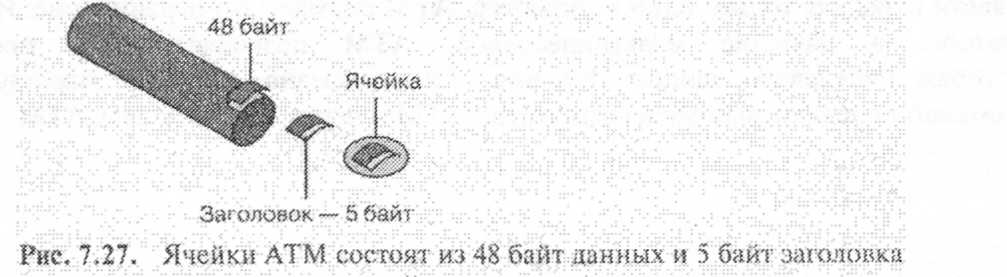 48 байт
Ячейка
Заголовок — 5 байт
Рис. 7.27. Ячейки ATM состоят из 48 байт данных и 5 байт заголовка